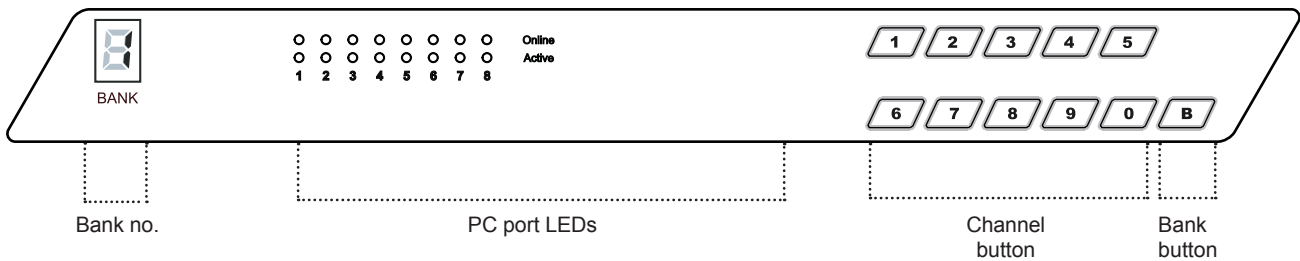 1
BANK
Online
Active
1 2 3 4 5 6 7 8
1 2 3 4 5
6 7 8 9 0 B
Bank no.
PC port LEDs
Channel
button
Bank
button